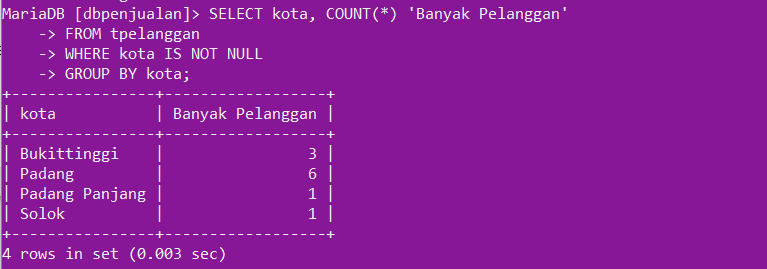 MariaDB [dbpenjualan]> SELECT kota, COUNT(*) 'Banyak Pelanggan'
    -> FROM tpelanggan
    -> WHERE kota IS NOT NULL
    -> GROUP BY kota;
+----------------+------------------+
| kota           | Banyak Pelanggan |
+----------------+------------------+
| Bukittinggi    |                3 |
| Padang         |                6 |
| Padang Panjang |                1 |
| Solok          |                1 |
+----------------+------------------+
4 rows in set (0.003 sec)